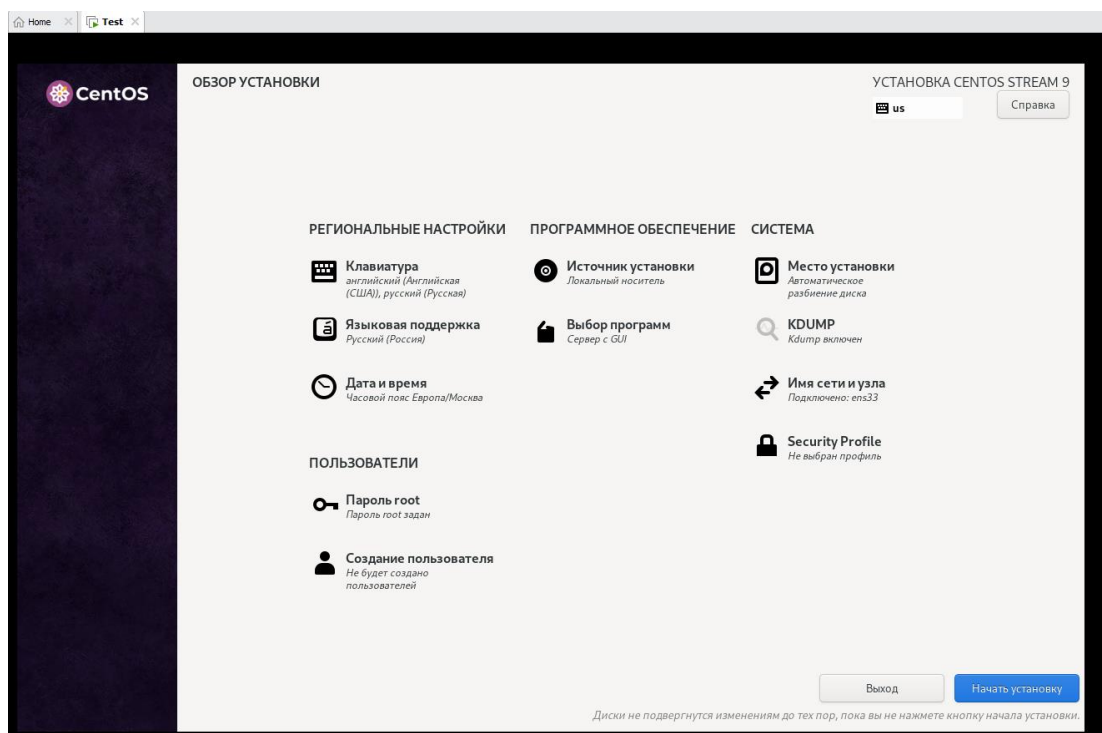 Home
Test
CentOS
ОБЗОР УСТАНОВКИ
УСТАНОВКА CENTOS STREAM 9
us
Справка
РЕГИОНАЛЬНЫЕ НАСТРОЙКИ
Клавиатура
английский (Английская
(США)), русский (Русская)
Языковая поддержка
Русский (Россия)
Дата и время
Часовой пояс Европа/Москва
ПОЛЬЗОВАТЕЛИ
Пароль root
Пароль root задан
Создание пользователя
Не будет создано
пользователей
ПРОГРАММНОЕ ОБЕСПЕЧЕНИЕ
Источник установки
Локальный носитель
Выбор программ
Сервер с GUI
СИСТЕМА
Место установки
Автоматическое
разбиение диска
KDUMP
Kdump включен
Имя сети и узла
Подключено: ens33
Security Profile
Не выбран профиль
Выход
Начать установку
Диски не подвергнутся изменениям до тех пор, пока вы не нажмете кнопку начала установки.